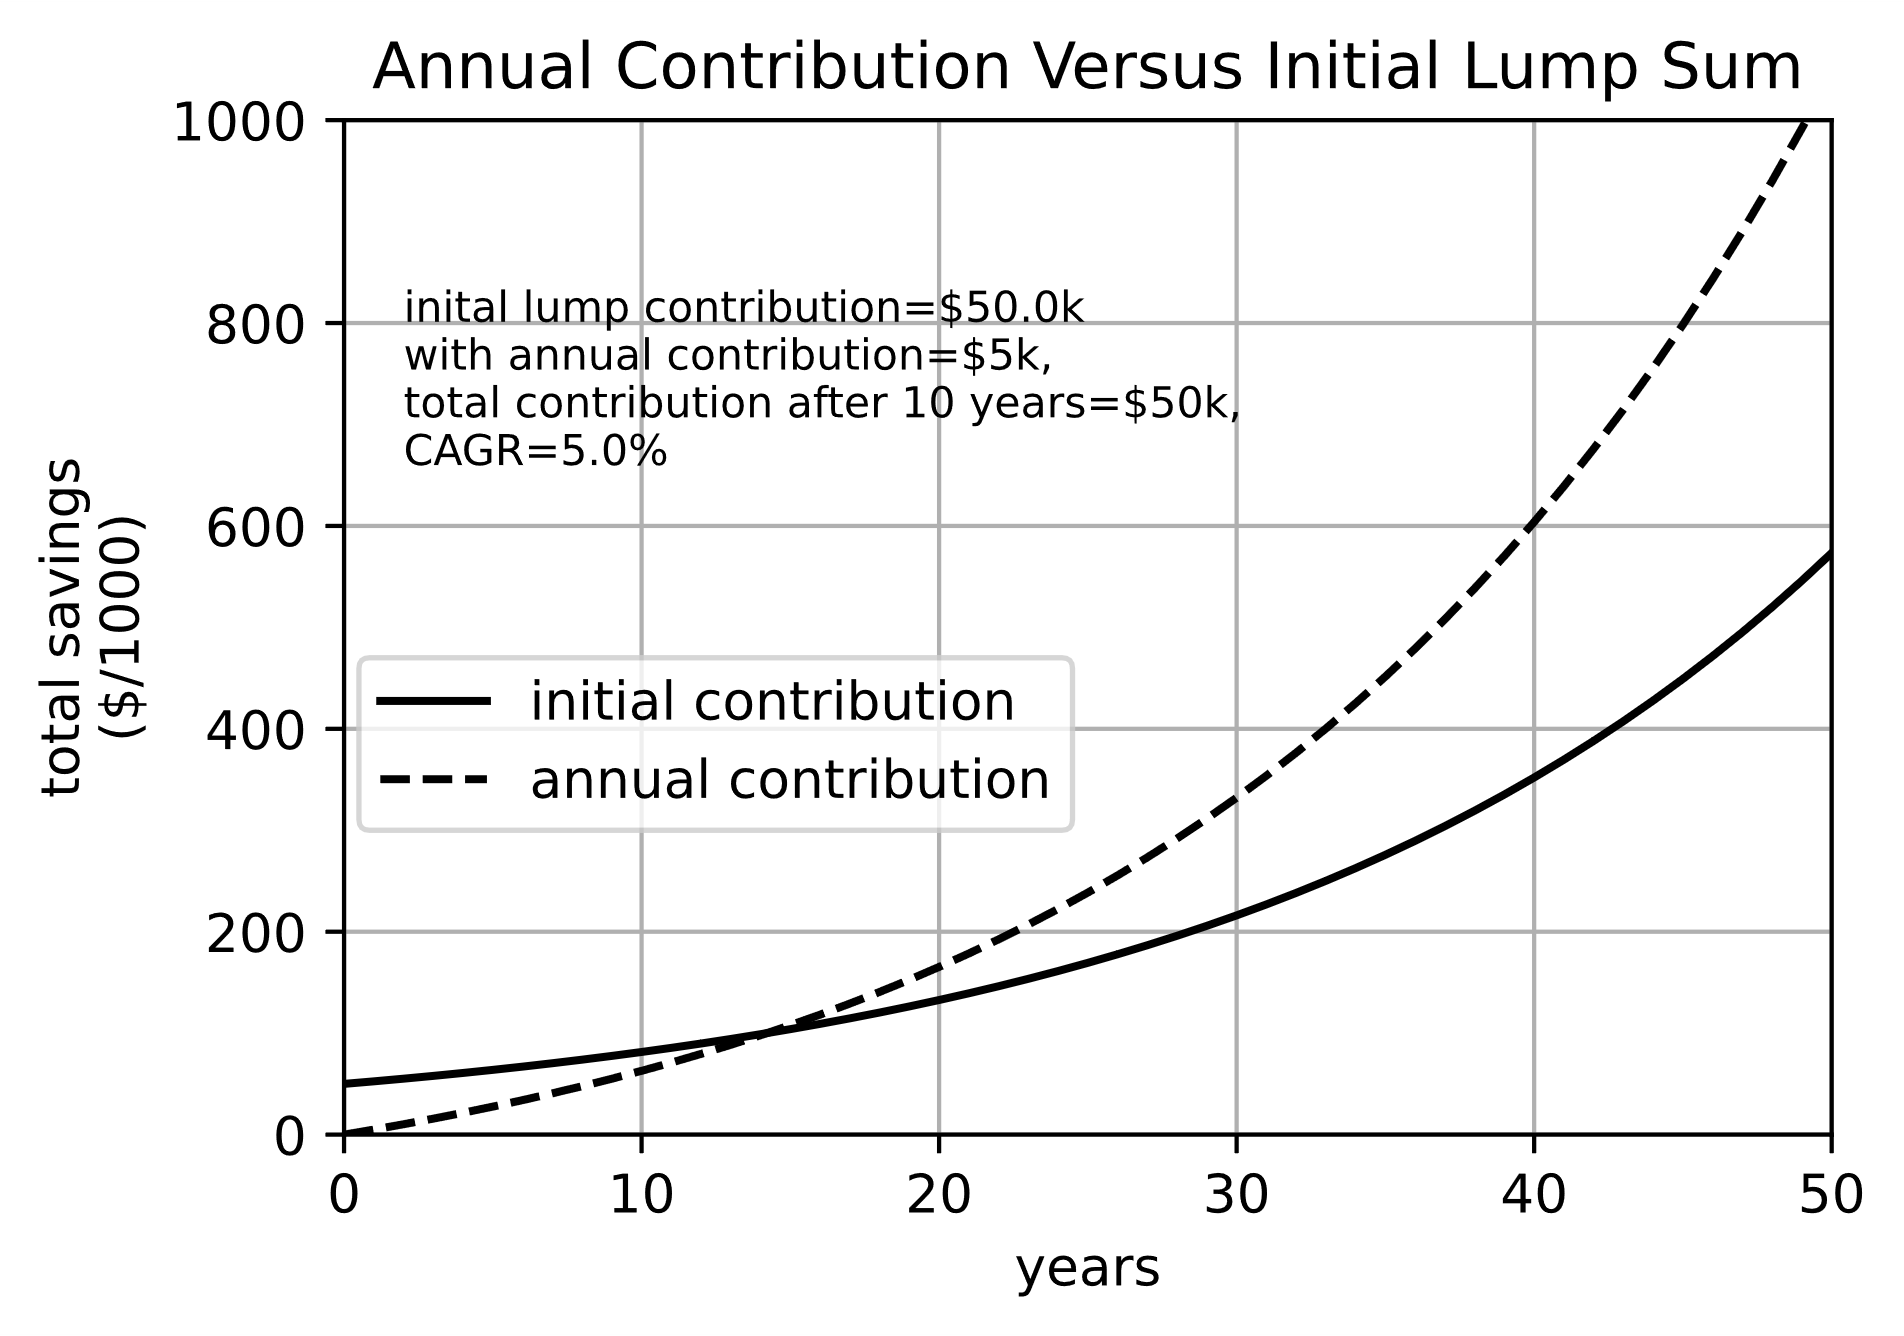 Annual Contribution Versus Initial Lump Sum
1000
800
600
400
200
0
total savings
($/1000)
inital lump contribution=$50.0k
with annual contribution=$5k,
total contribution after 10 years=$50k,
CAGR=5.0%
initial contribution
annual contribution
0 10 20 30 40 50
years